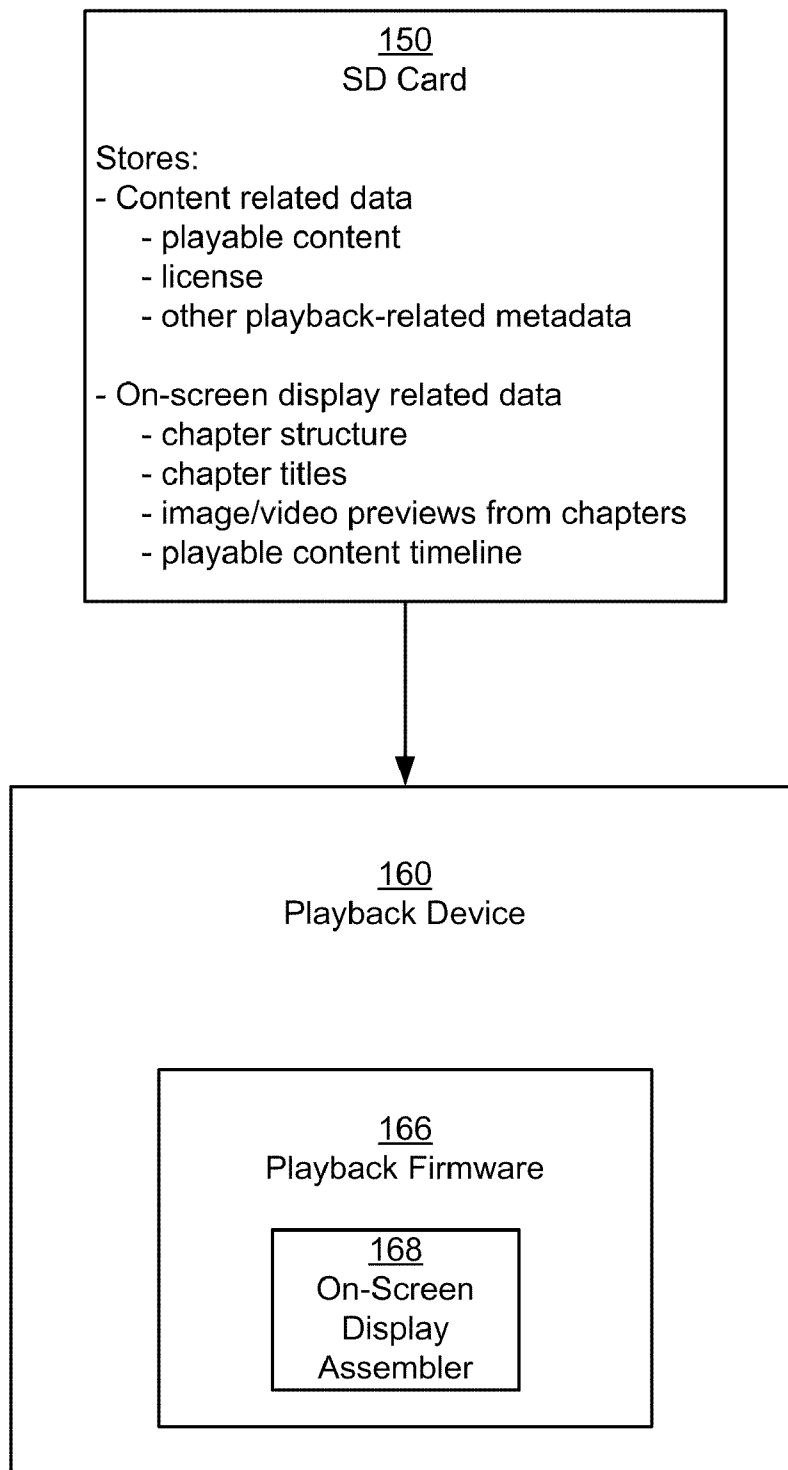 150
SD Card
Stores:
- Content related data
- playable content
- license
- other playback-related metadata
- On-screen display related data
- chapter structure
- chapter titles
- image/video previews from chapters
- playable content timeline
160
Playback Device
166
Playback Firmware
168
On-Screen
Display
Assembler